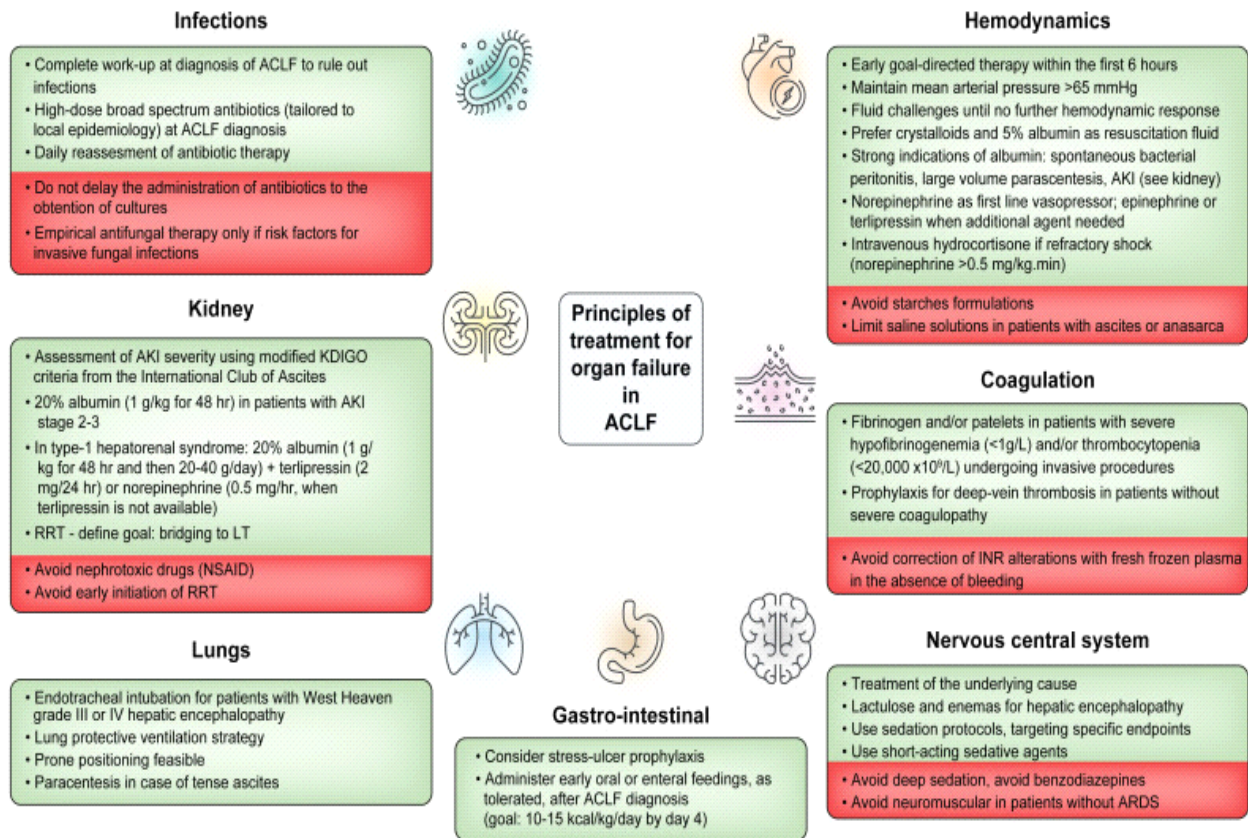 Infections
• Complete work-up at diagnosis of ACLF to rule out
infections
• High-dose broad spectrum antibiotics (tailored to
local epidemiology) at ACLF diagnosis
• Daily reassesment of antibiotic therapy
• Do not delay the administration of antibiotics to the
obtention of cultures
• Empirical antifungal therapy only if risk factors for
invasive fungal infections
Hemodynamics
• Early goal-directed therapy within the first 6 hours
• Maintain mean arterial pressure >65 mmHg
• Fluid challenges until no further hemodynamic response
• Prefer crystalloids and 5% albumin as resuscitation fluid
• Strong indications of albumin: spontaneous bacterial
peritonitis, large volume parascentesis, AKI (see kidney)
• Norepinephrine as first line vasopressor; epinephrine or
terlipressin when additional agent needed
• Intravenous hydrocortisone if refractory shock
(norepinephrine >0.5 mg/kg.min)
• Avoid starches formulations
• Limit saline solutions in patients with ascites or anasarca
Kidney
• Assessment of AKI severity using modified KDIGO
criteria from the International Club of Ascites
• 20% albumin (1 g/kg for 48 hr) in patients with AKI
stage 2-3
• In type-1 hepatorenal syndrome: 20% albumin (1 g/
kg for 48 hr and then 20-40 g/day) + terlipressin (2
mg/24 hr) or norepinephrine (0.5 mg/hr, when
terlipressin is not available)
• RRT - define goal: bridging to LT
• Avoid nephrotoxic drugs (NSAID)
• Avoid early initiation of RRT
Principles of
treatment for
organ failure
in
ACLF
Coagulation
• Fibrinogen and/or patelets in patients with severe
hypofibrinogenemia (<1g/L) and/or thrombocytopenia
(<20,000 x10⁹/L) undergoing invasive procedures
• Prophylaxis for deep-vein thrombosis in patients without
severe coagulopathy
• Avoid correction of INR alterations with fresh frozen plasma
in the absence of bleeding
Lungs
• Endotracheal intubation for patients with West Heaven
grade III or IV hepatic encephalopathy
• Lung protective ventilation strategy
• Prone positioning feasible
• Paracentesis in case of tense ascites
Gastro-intestinal
• Consider stress-ulcer prophylaxis
• Administer early oral or enteral feedings, as
tolerated, after ACLF diagnosis
(goal: 10-15 kcal/kg/day by day 4)
Nervous central system
• Treatment of the underlying cause
• Lactulose and enemas for hepatic encephalopathy
• Use sedation protocols, targeting specific endpoints
• Use short-acting sedative agents
• Avoid deep sedation, avoid benzodiazepines
• Avoid neuromuscular in patients without ARDS